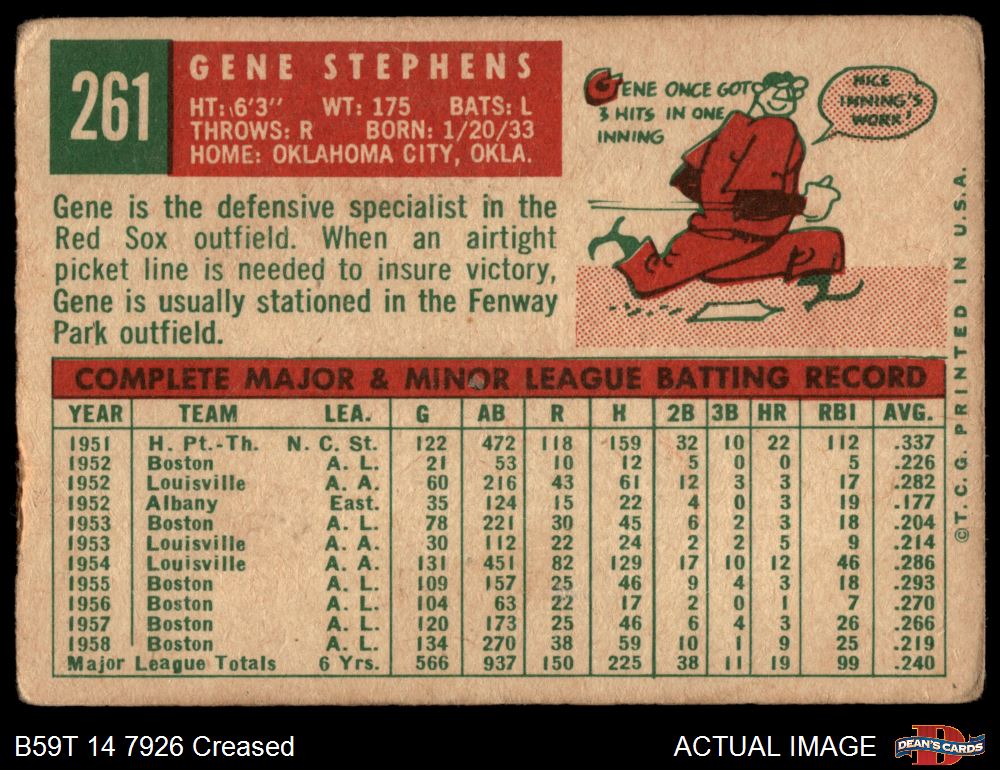 261
GENE STEPHENS
HT: 6'3" WT: 175 BATS: L
THROWS: R BORN: 1/20/33
HOME: OKLAHOMA CITY, OKLA.
GENE ONCE GOT
3 HITS IN ONE
INNING
NICE
INNING'S
WORK!
Gene is the defensive specialist in the
Red Sox outfield. When an airtight
picket line is needed to insure victory,
Gene is usually stationed in the Fenway
Park outfield.
COMPLETE MAJOR & MINOR LEAGUE BATTING RECORD
YEAR TEAM LEA. G AB R H 2B 3B HR RBI AVG.
1951 H. Pt.-Th. N. C. St. 122 472 118 159 32 10 22 112 .337
1952 Boston A. L. 21 53 10 12 5 0 0 5 .226
1952 Louisville A. A. 60 216 43 61 12 3 3 17 .282
1952 Albany East. 35 124 15 22 4 0 3 19 .177
1953 Boston A. L. 78 221 30 45 6 2 3 18 .204
1953 Louisville A. A. 30 112 22 24 2 2 5 9 .214
1954 Louisville A. A. 131 451 82 129 17 10 12 46 .286
1955 Boston A. L. 109 157 25 46 9 4 3 18 .293
1956 Boston A. L. 104 63 22 17 2 0 1 7 .270
1957 Boston A. L. 120 173 25 46 6 4 3 26 .266
1958 Boston A. L. 134 270 38 59 10 1 9 25 .219
Major League Totals 6 Yrs. 566 937 150 225 38 11 19 99 .240
©T.C.G. PRINTED IN U.S.A.
B59T 14 7926 Creased
ACTUAL IMAGE
DEAN'S CARDS